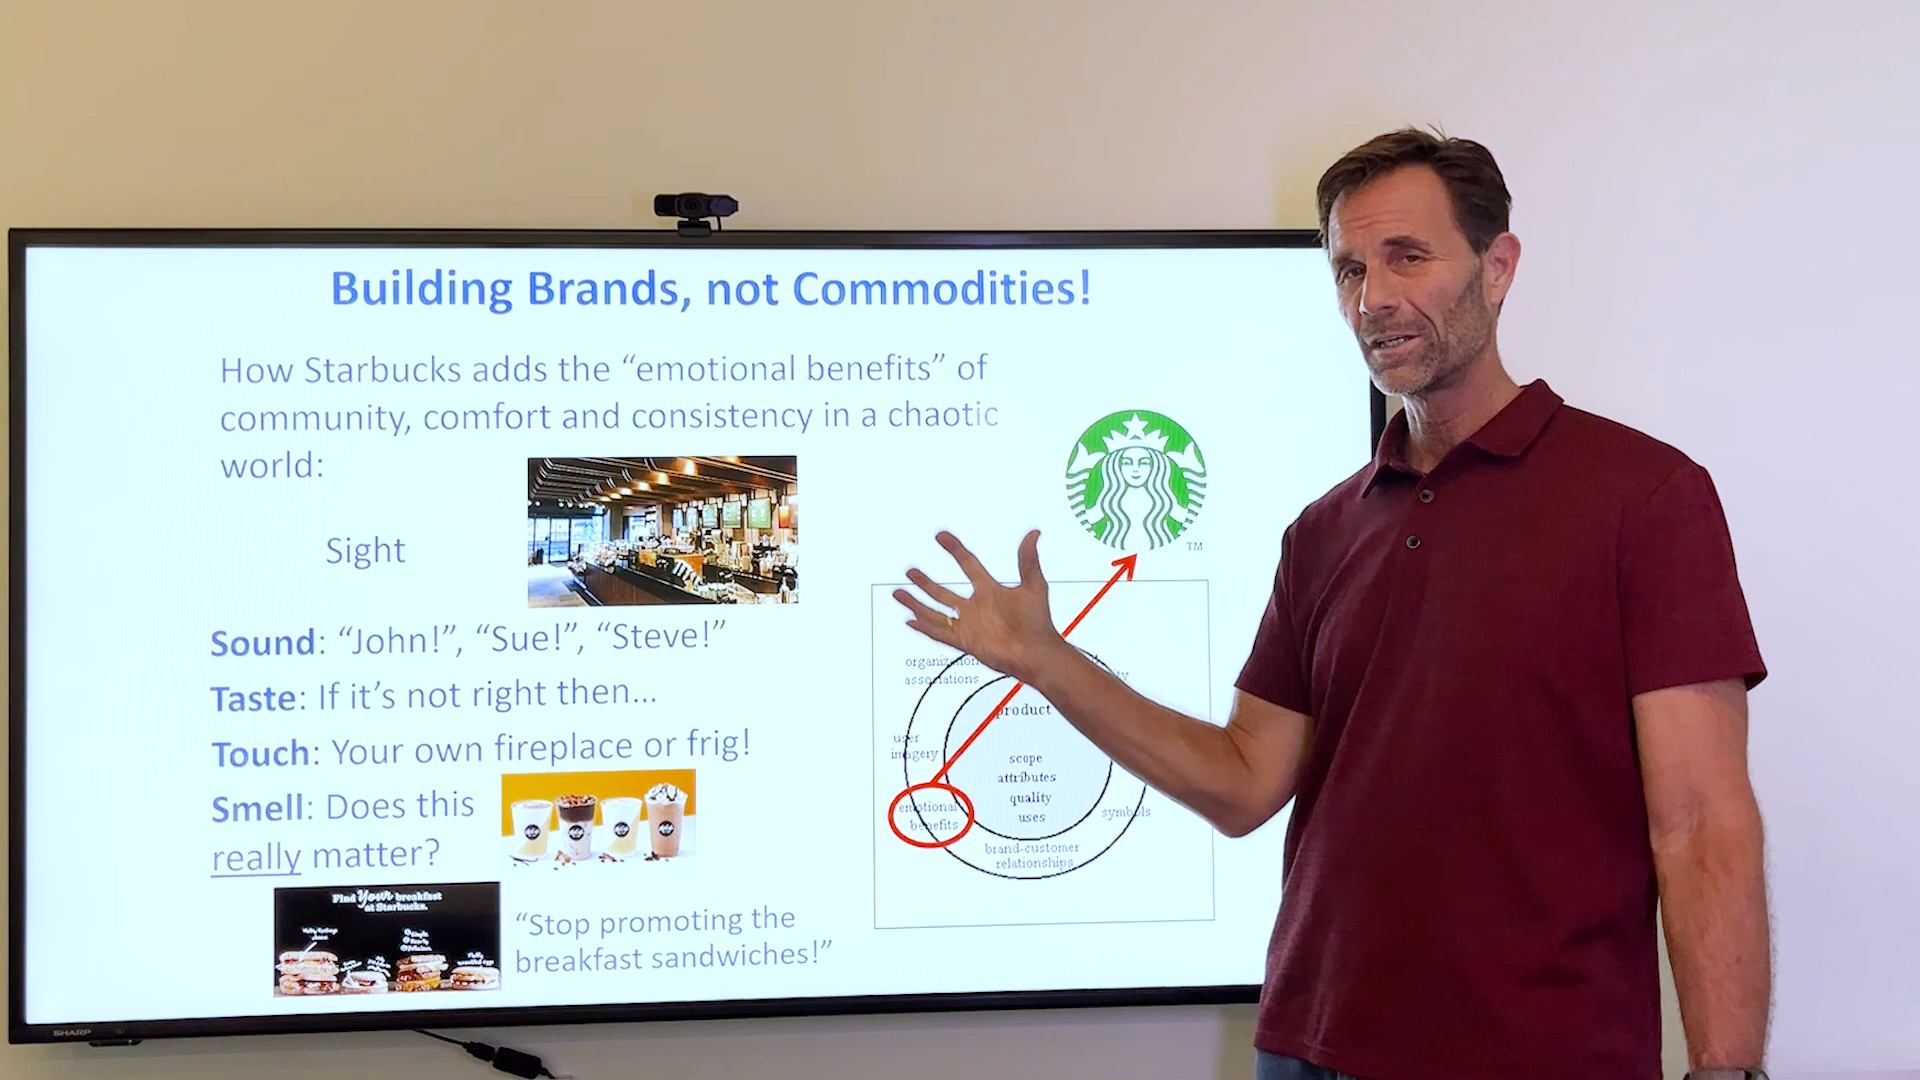 Building Brands, not Commodities!
How Starbucks adds the “emotional benefits” of
community, comfort and consistency in a chaotic
world:
Sight
TM
Sound: “John!”, “Sue!”, “Steve!”
Taste: If it’s not right then...
Touch: Your own fireplace or frig!
Smell: Does this
really matter?
Find Your breakfast
at Starbucks.
“Stop promoting the
breakfast sandwiches!”
organization
associations
product
user
imagery
scope
attributes
quality
uses
emotional
benefits
symbols
brand-customer
relationships
SHARP